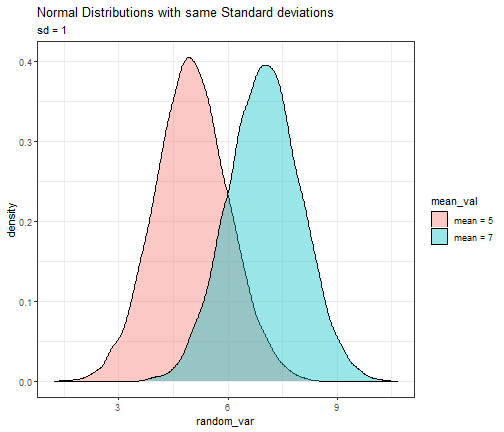 Normal Distributions with same Standard deviations
sd = 1
0.4
0.3
0.2
0.1
0.0
density
3 6 9
random_var
mean_val
mean = 5
mean = 7